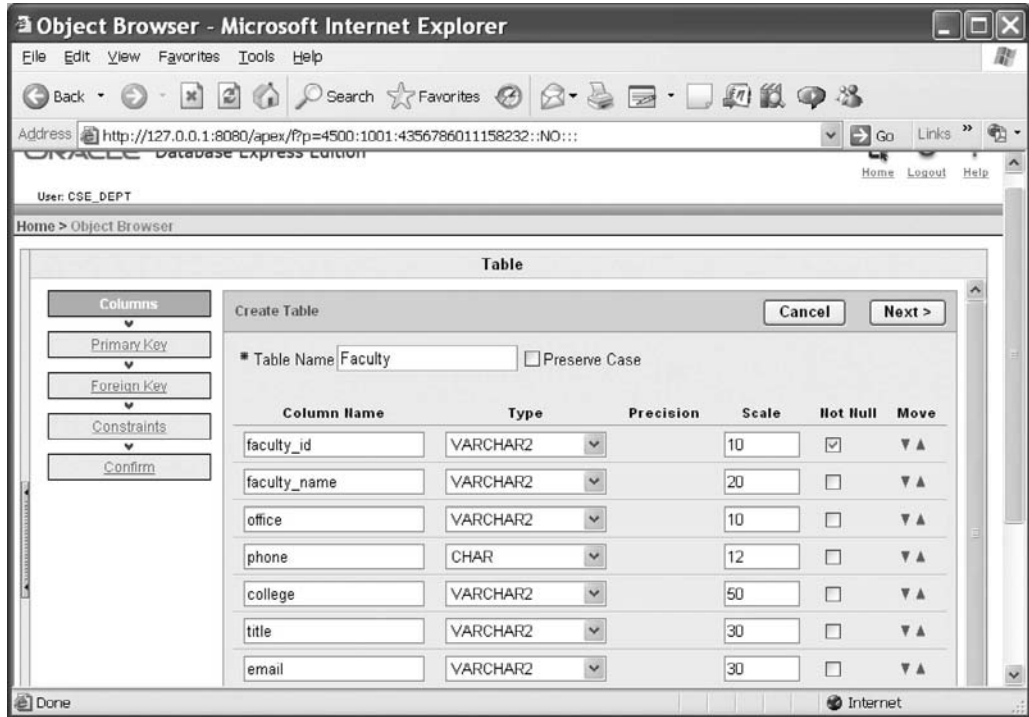 Object Browser - Microsoft Internet Explorer
File Edit View Favorites Tools Help
Back Search Favorites
Address http://127.0.0.1:8080/apex/f?p=4500:1001:4356786011158232::NO::: Go Links »
ORACLE Database Express Edition
Home Logout Help
User: CSE_DEPT
Home > Object Browser
Table
Columns
Primary Key
Foreign Key
Constraints
Confirm
Create Table Cancel Next >
* Table Name Faculty Preserve Case
Column Name Type Precision Scale Not Null Move
faculty_id VARCHAR2 10
faculty_name VARCHAR2 20
office VARCHAR2 10
phone CHAR 12
college VARCHAR2 50
title VARCHAR2 30
email VARCHAR2 30
Done Internet